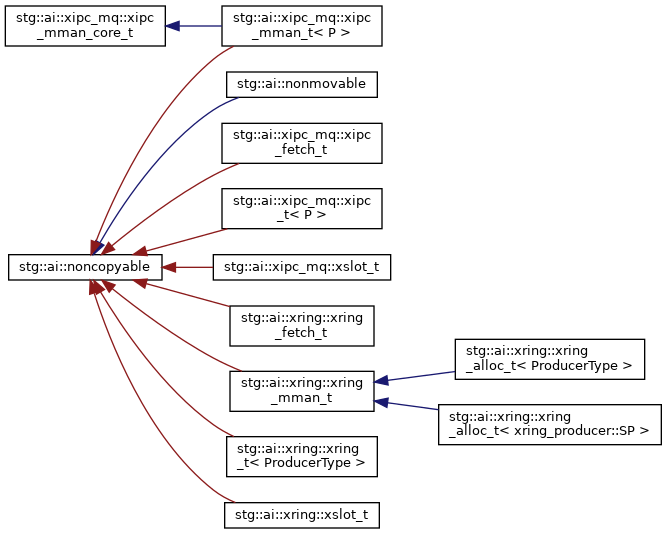 stg::ai::xipc_mq::xipc
_mman_core_t
stg::ai::xipc_mq::xipc
_mman_t< P >
stg::ai::nonmovable
stg::ai::xipc_mq::xipc
_fetch_t
stg::ai::xipc_mq::xipc
_t< P >
stg::ai::noncopyable
stg::ai::xipc_mq::xslot_t
stg::ai::xring::xring
_fetch_t
stg::ai::xring::xring
_mman_t
stg::ai::xring::xring
_alloc_t< ProducerType >
stg::ai::xring::xring
_alloc_t< xring_producer::SP >
stg::ai::xring::xring
_t< ProducerType >
stg::ai::xring::xslot_t